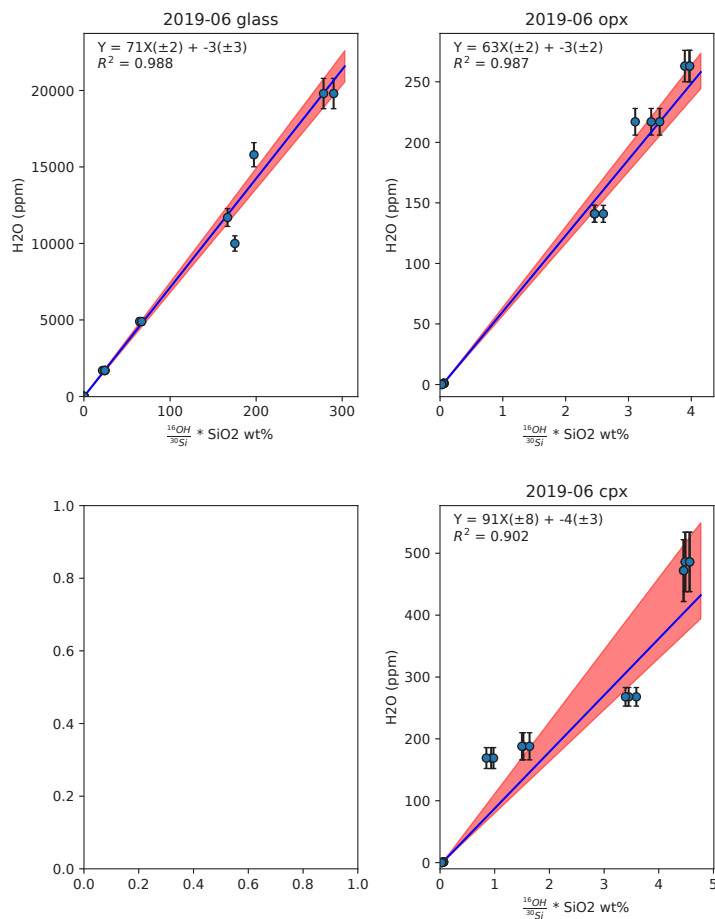 2019-06 glass
Y = 71X(±2) + -3(±3)
R² = 0.988
20000
15000
10000
5000
0
H2O (ppm)
0 100 200 300
16OH/30Si * SiO2 wt%
2019-06 opx
Y = 63X(±2) + -3(±2)
R² = 0.987
250
200
150
100
50
0
H2O (ppm)
0 1 2 3 4
16OH/30Si * SiO2 wt%
1.0
0.8
0.6
0.4
0.2
0.0
0.0 0.2 0.4 0.6 0.8 1.0
2019-06 cpx
Y = 91X(±8) + -4(±3)
R² = 0.902
500
400
300
200
100
0
H2O (ppm)
0 1 2 3 4 5
16OH/30Si * SiO2 wt%